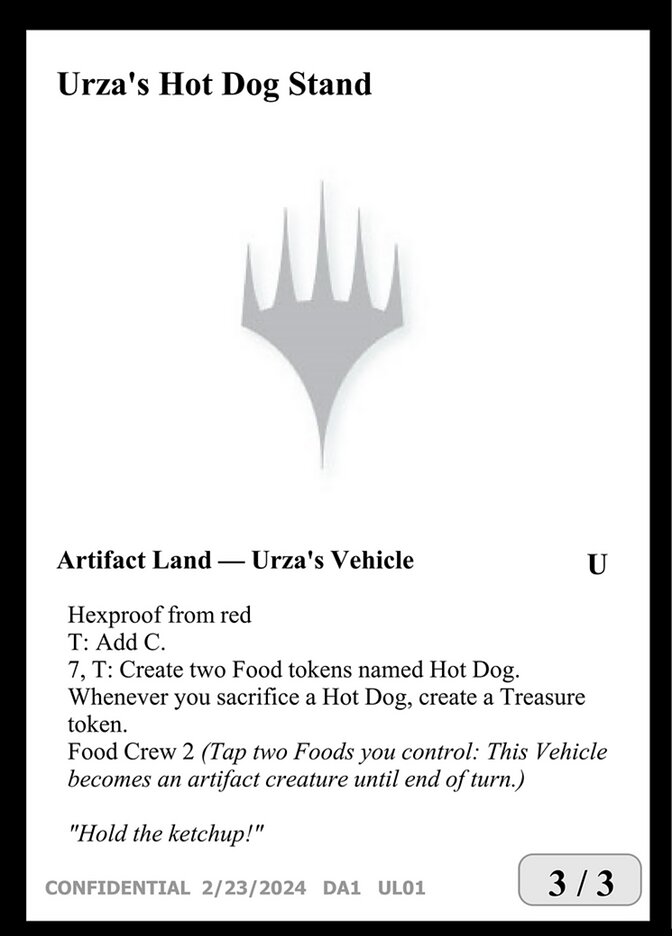 Urza's Hot Dog Stand
Artifact Land — Urza's Vehicle U
Hexproof from red
T: Add C.
7, T: Create two Food tokens named Hot Dog.
Whenever you sacrifice a Hot Dog, create a Treasure
token.
Food Crew 2 (Tap two Foods you control: This Vehicle
becomes an artifact creature until end of turn.)
"Hold the ketchup!"
CONFIDENTIAL 2/23/2024 DA1 UL01
3 / 3